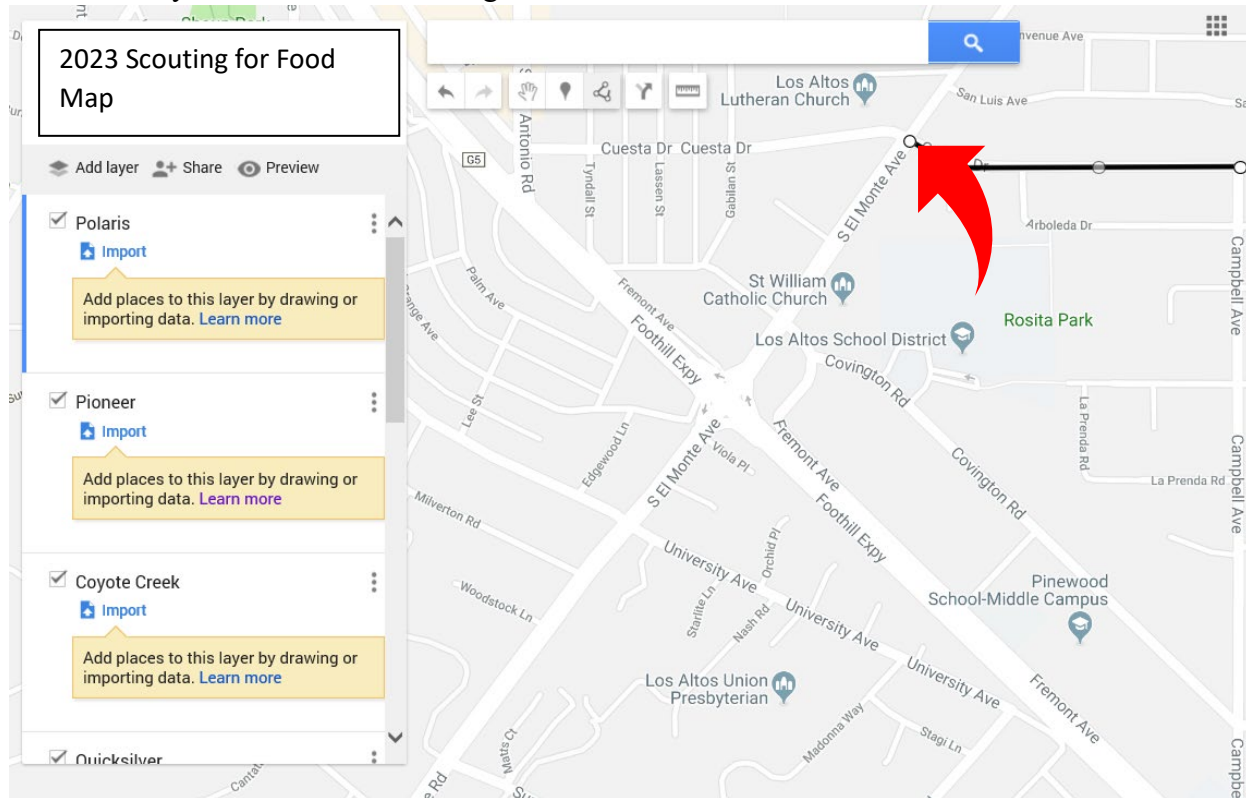 2023 Scouting for Food
Map
Add layer Share Preview
Polaris
Import
Add places to this layer by drawing or
importing data. Learn more
Pioneer
Import
Add places to this layer by drawing or
importing data. Learn more
Coyote Creek
Import
Add places to this layer by drawing or
importing data. Learn more
Quicksilver
Los Altos
Lutheran Church
San Luis Ave
Cuesta Dr Cuesta Dr
G5
Antonio Rd
Tyndall St
Lassen St
Gabilan St
S El Monte Ave
Arboleda Dr
Campbell Ave
St William
Catholic Church
Palm Ave
Fremont Ave
Foothill Expy
Rosita Park
Los Altos School District
Covington Rd
Lee St
Edgewood Ln
S El Monte Ave
Viola Pl
Fremont Ave
Foothill Expy
La Prenda Rd
La Prenda Rd
Covington Rd
Campbell Ave
Milverton Rd
University Ave
Orchid Pl
Woodstock Ln
Starlite Ln
Nash Rd
University Ave
Pinewood
School-Middle Campus
Los Altos Union
Presbyterian
University Ave
Fremont Ave
Madonna Way
Stagi Ln
Matts Ct
Rd